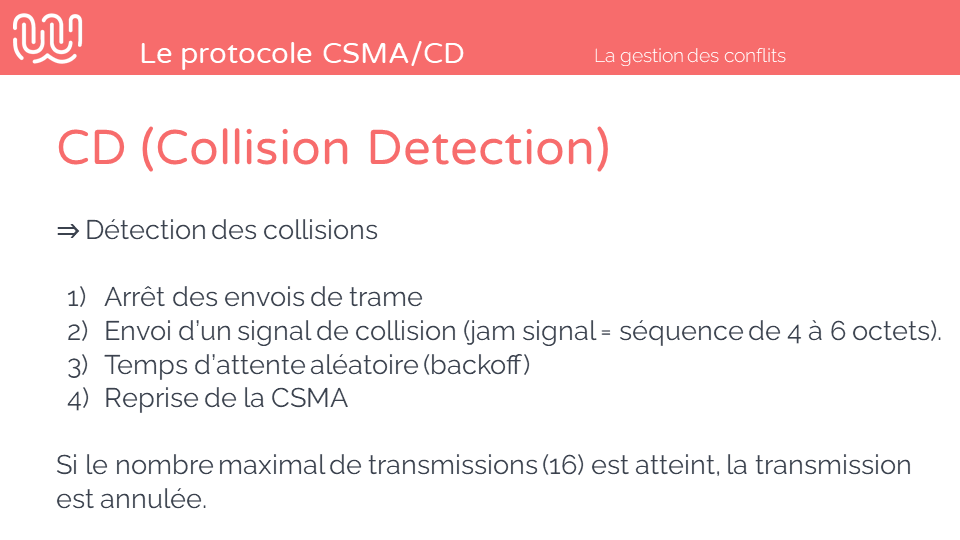 Le protocole CSMA/CD
La gestion des conflits
CD (Collision Detection)
⇒ Détection des collisions
1) Arrêt des envois de trame
2) Envoi d’un signal de collision (jam signal = séquence de 4 à 6 octets).
3) Temps d’attente aléatoire (backoff)
4) Reprise de la CSMA
Si le nombre maximal de transmissions (16) est atteint, la transmission
est annulée.